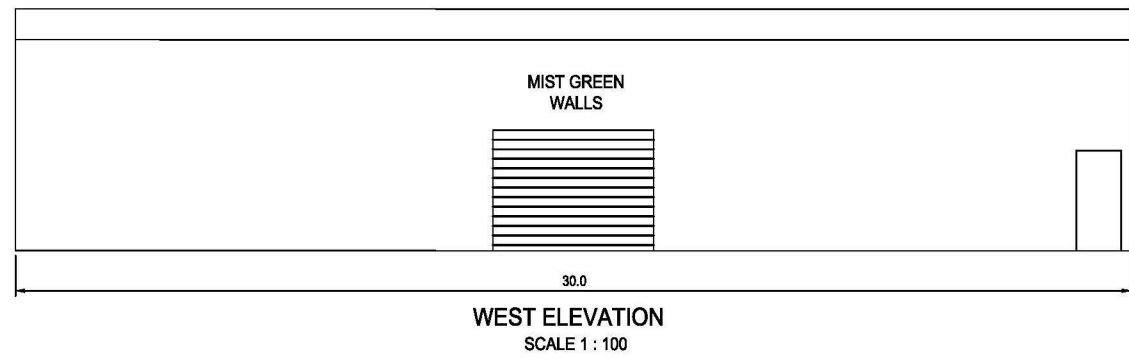 MIST GREEN
WALLS
30.0
WEST ELEVATION
SCALE 1 : 100